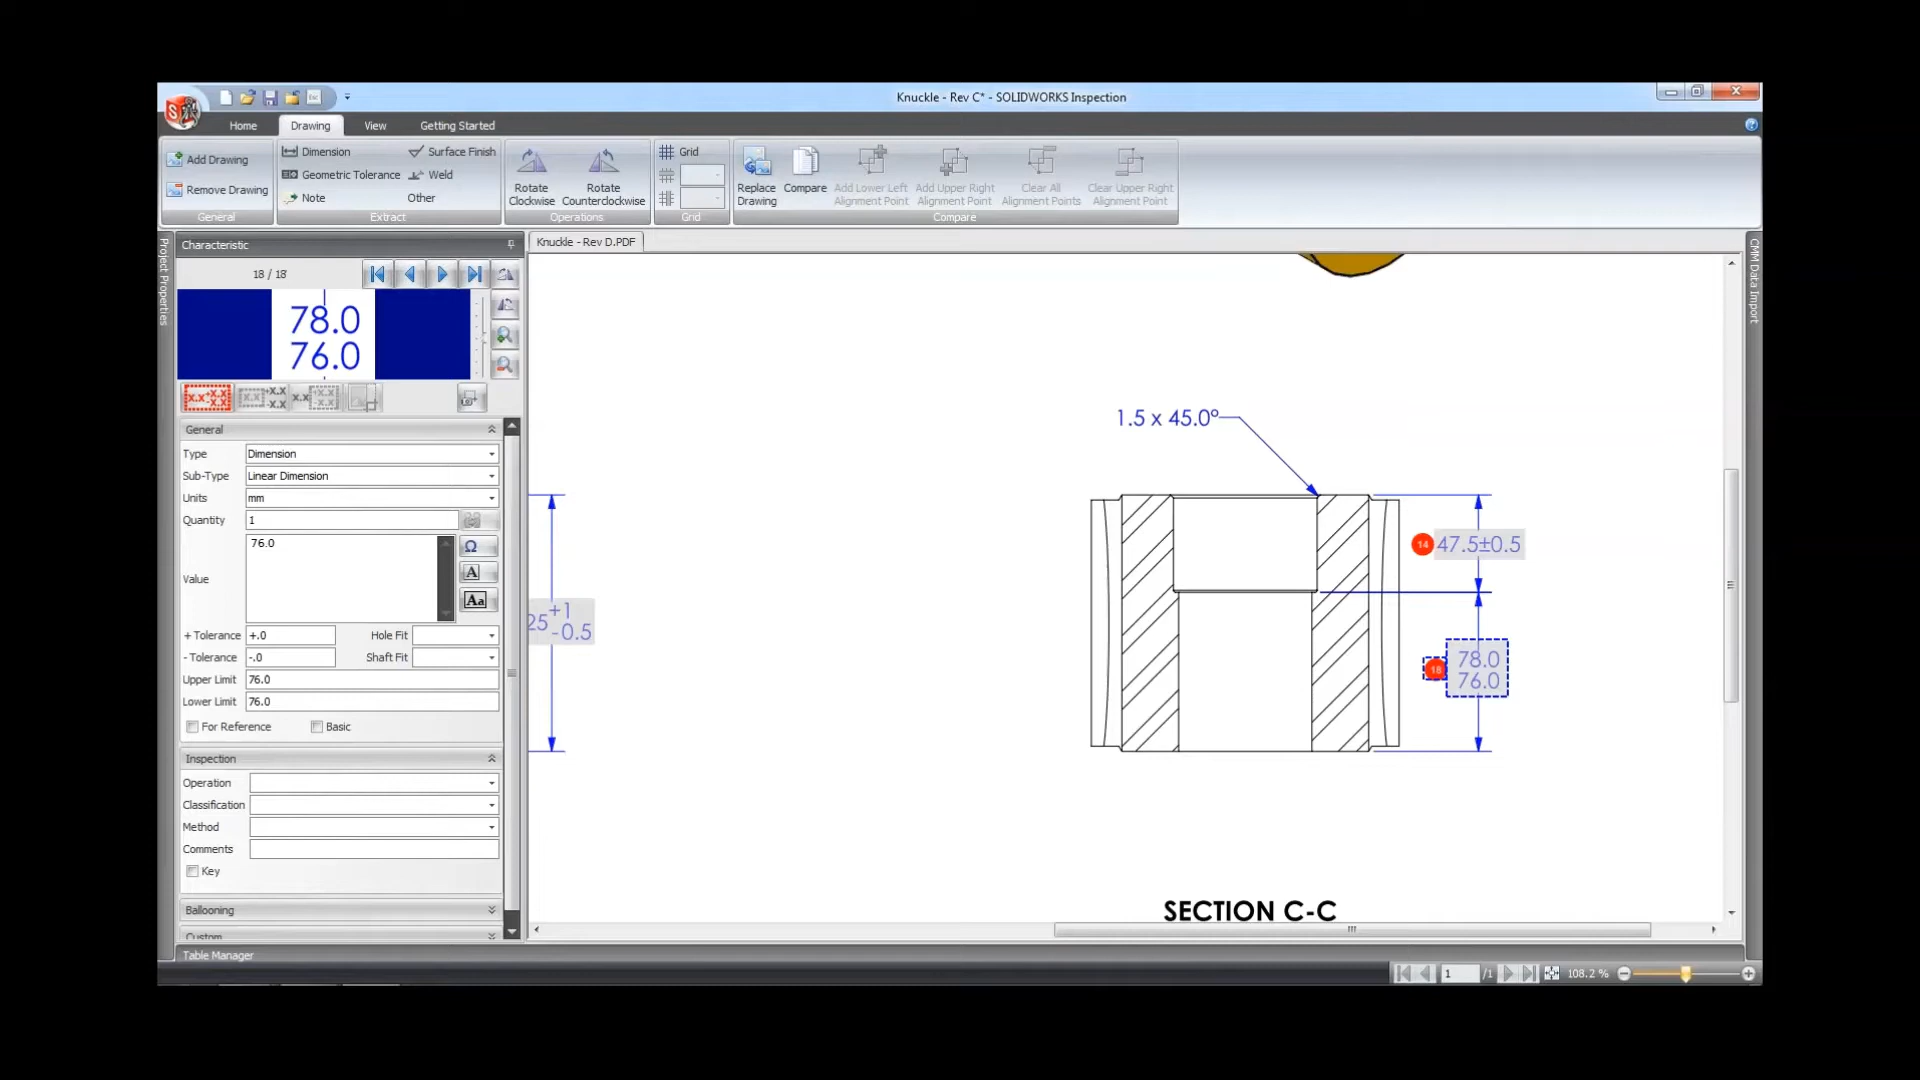 Knuckle - Rev C* - SOLIDWORKS Inspection
Home
Drawing
View
Getting Started
Add Drawing
Remove Drawing
General
Dimension
Geometric Tolerance
Note
Surface Finish
Weld
Other
Extract
Rotate
Clockwise
Rotate
Counterclockwise
Operations
Grid
Grid
Replace
Drawing
Compare
Add Lower Left
Alignment Point
Add Upper Right
Alignment Point
Clear All
Alignment Points
Clear Upper Right
Alignment Point
Compare
Project Properties
Characteristic
18 / 18
78.0
76.0
General
Type Dimension
Sub-Type Linear Dimension
Units mm
Quantity 1
Value 76.0
Ω
A
Aa
+ Tolerance +.0 Hole Fit
- Tolerance -.0 Shaft Fit
Upper Limit 76.0
Lower Limit 76.0
For Reference Basic
Inspection
Operation
Classification
Method
Comments
Key
Ballooning
Custom
Table Manager
Knuckle - Rev D.PDF
25 +1
-0.5
1.5 x 45.0°
14 47.5±0.5
18 78.0
76.0
SECTION C-C
CMM Data Import
1 /1 108.2 %